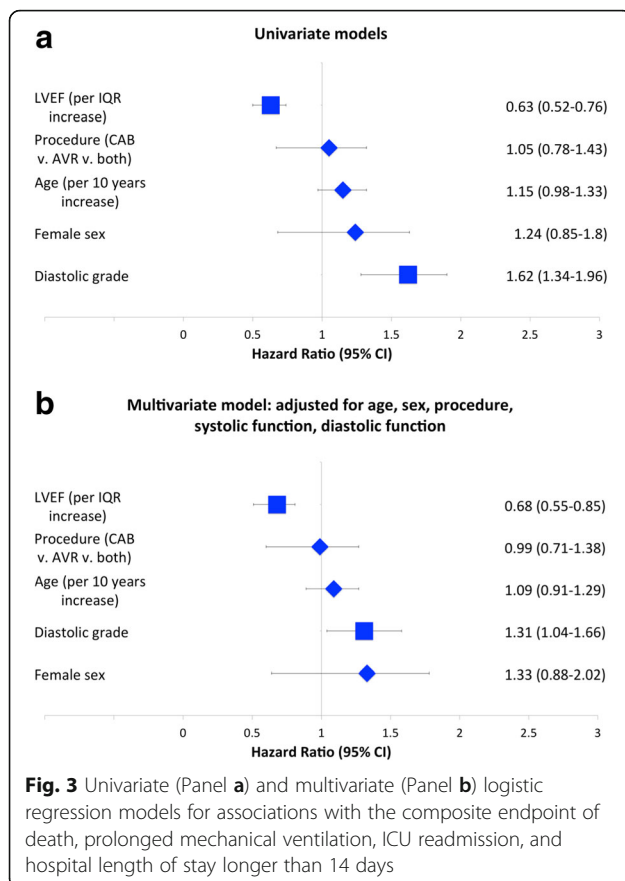 a
Univariate models
LVEF (per IQR
increase)
0.63 (0.52-0.76)
Procedure (CAB
v. AVR v. both)
1.05 (0.78-1.43)
Age (per 10 years
increase)
1.15 (0.98-1.33)
Female sex
1.24 (0.85-1.8)
Diastolic grade
1.62 (1.34-1.96)
0 0.5 1 1.5 2 2.5 3
Hazard Ratio (95% CI)
b
Multivariate model: adjusted for age, sex, procedure,
systolic function, diastolic function
LVEF (per IQR
increase)
0.68 (0.55-0.85)
Procedure (CAB
v. AVR v. both)
0.99 (0.71-1.38)
Age (per 10 years
increase)
1.09 (0.91-1.29)
Diastolic grade
1.31 (1.04-1.66)
Female sex
1.33 (0.88-2.02)
0 0.5 1 1.5 2 2.5 3
Hazard Ratio (95% CI)
Fig. 3 Univariate (Panel a) and multivariate (Panel b) logistic
regression models for associations with the composite endpoint of
death, prolonged mechanical ventilation, ICU readmission, and
hospital length of stay longer than 14 days